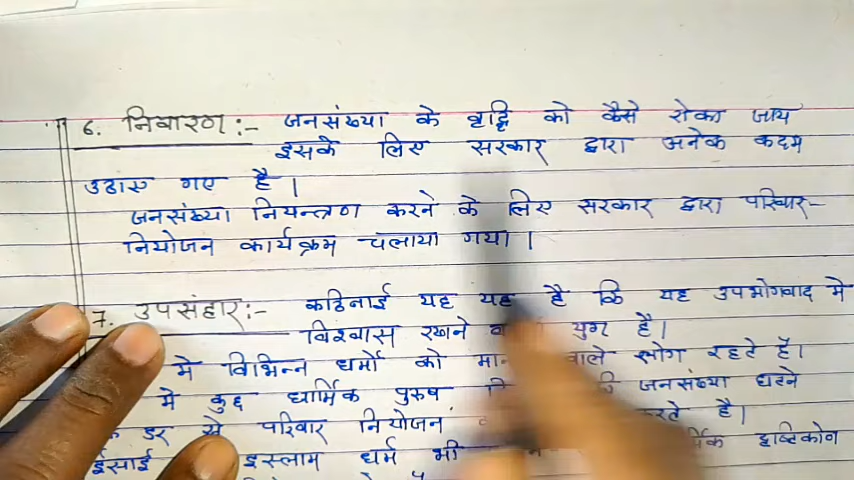 6. निवारण :- जनसंख्या के वृद्धि को कैसे रोका जाय
इसके लिए सरकार द्वारा अनेक कदम
उठाए गए है ।
जनसंख्या नियन्त्रण करने के लिए सरकार द्वारा परिवार-
नियोजन कार्यक्रम चलाया गया ।
7. उपसंहार :- कठिनाई यह यह है कि यह उपभोगवाद मे
विश्वास रखने युग है।
मे विभिन्न धर्मो को वाले लोग रहते है।
मे कुछ धार्मिक पुरुष जनसंख्या घटने
डर से परिवार नियोजन करते है।
ईसाई इस्लाम धर्म भी दृष्टिकोण